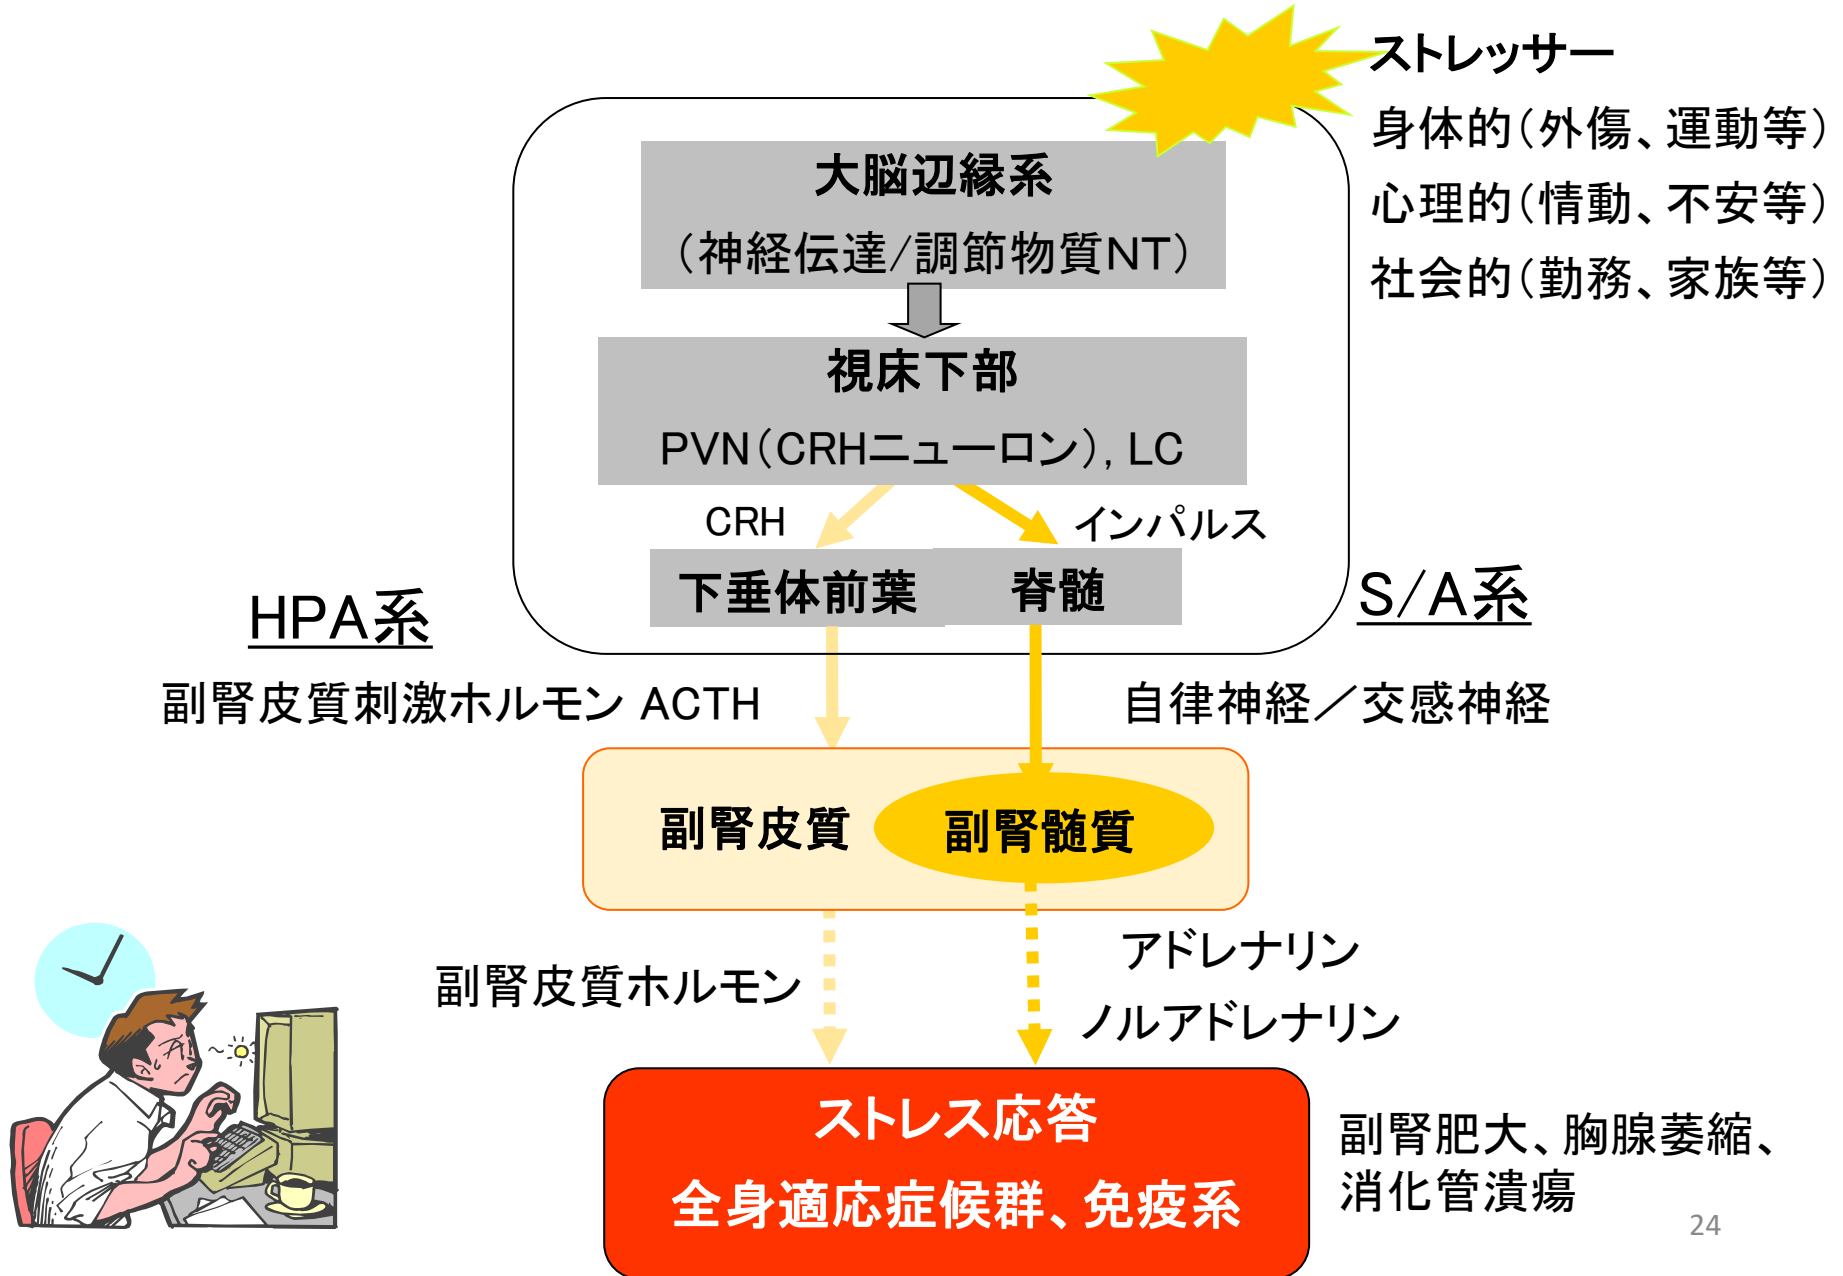 ストレッサー
身体的（外傷、運動等）
心理的（情動、不安等）
社会的（勤務、家族等）
大脳辺縁系
（神経伝達/調節物質NT）
視床下部
PVN（CRHニューロン）, LC
CRH
インパルス
下垂体前葉
脊髄
HPA系
S/A系
副腎皮質刺激ホルモン ACTH
自律神経／交感神経
副腎皮質
副腎髄質
副腎皮質ホルモン
アドレナリン
ノルアドレナリン
ストレス応答
全身適応症候群、免疫系
副腎肥大、胸腺萎縮、
消化管潰瘍
24